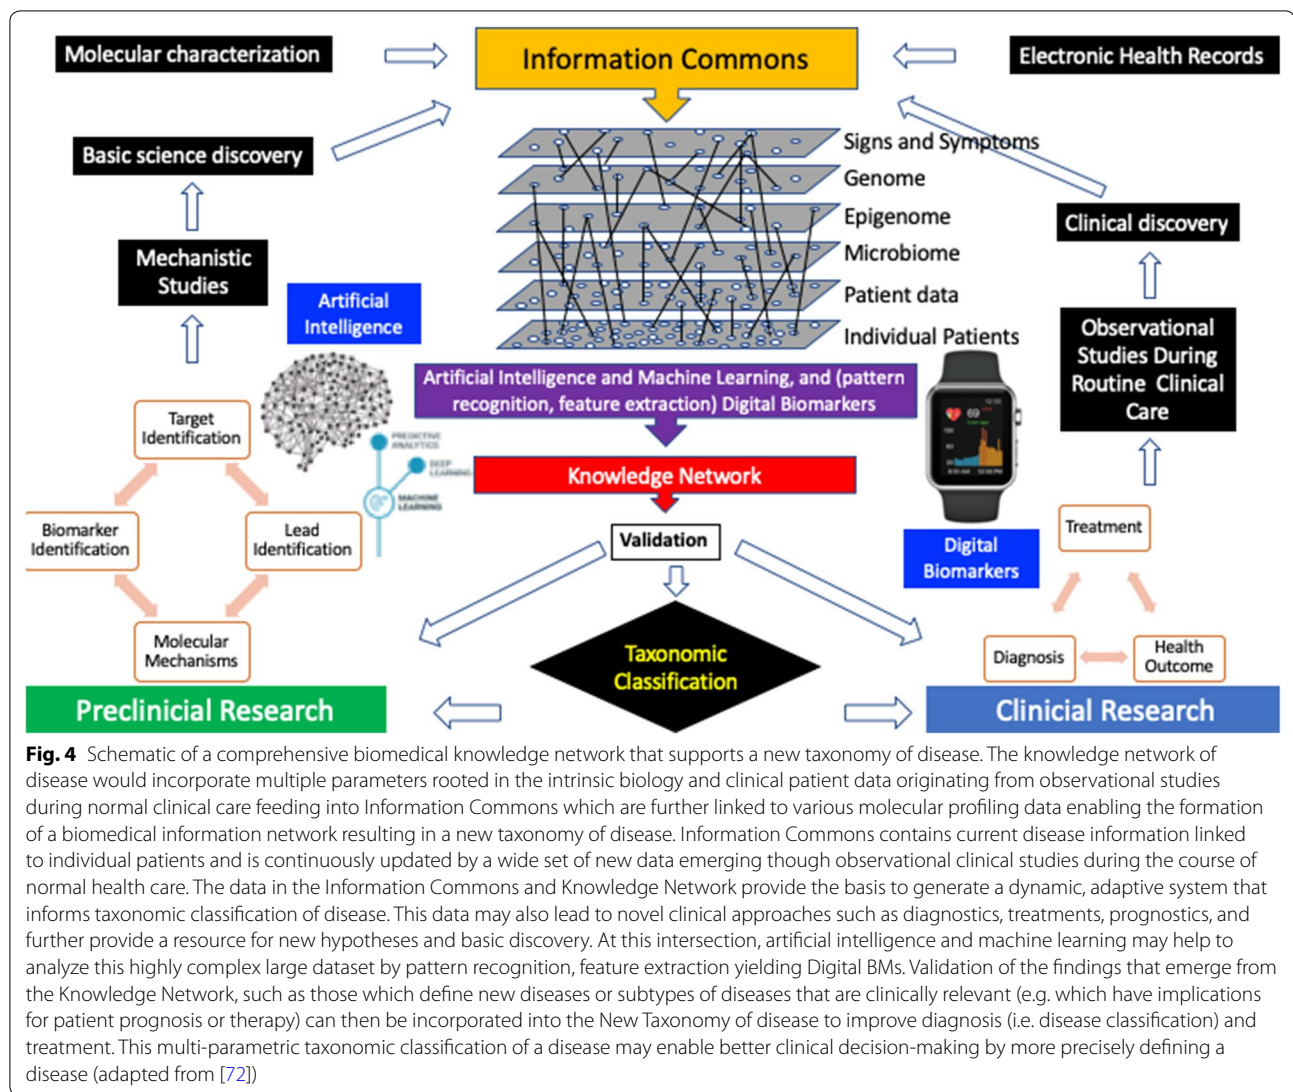 Molecular characterization
Information Commons
Electronic Health Records
Basic science discovery
Signs and Symptoms
Genome
Epigenome
Microbiome
Patient data
Individual Patients
Clinical discovery
Mechanistic
Studies
Artificial
Intelligence
Observational
Studies During
Routine Clinical
Care
Artificial Intelligence and Machine Learning, and (pattern
recognition, feature extraction) Digital Biomarkers
Target
Identification
PREDICTIVE
ANALYTICS
DEEP
LEARNING
MACHINE
LEARNING
Knowledge Network
69
Biomarker
Identification
Lead
Identification
Validation
Digital
Biomarkers
Treatment
Molecular
Mechanisms
Taxonomic
Classification
Diagnosis
Health
Outcome
Preclinicial Research
Clinicial Research
Fig. 4 Schematic of a comprehensive biomedical knowledge network that supports a new taxonomy of disease. The knowledge network of
disease would incorporate multiple parameters rooted in the intrinsic biology and clinical patient data originating from observational studies
during normal clinical care feeding into Information Commons which are further linked to various molecular profiling data enabling the formation
of a biomedical information network resulting in a new taxonomy of disease. Information Commons contains current disease information linked
to individual patients and is continuously updated by a wide set of new data emerging though observational clinical studies during the course of
normal health care. The data in the Information Commons and Knowledge Network provide the basis to generate a dynamic, adaptive system that
informs taxonomic classification of disease. This data may also lead to novel clinical approaches such as diagnostics, treatments, prognostics, and
further provide a resource for new hypotheses and basic discovery. At this intersection, artificial intelligence and machine learning may help to
analyze this highly complex large dataset by pattern recognition, feature extraction yielding Digital BMs. Validation of the findings that emerge from
the Knowledge Network, such as those which define new diseases or subtypes of diseases that are clinically relevant (e.g. which have implications
for patient prognosis or therapy) can then be incorporated into the New Taxonomy of disease to improve diagnosis (i.e. disease classification) and
treatment. This multi-parametric taxonomic classification of a disease may enable better clinical decision-making by more precisely defining a
disease (adapted from [72])